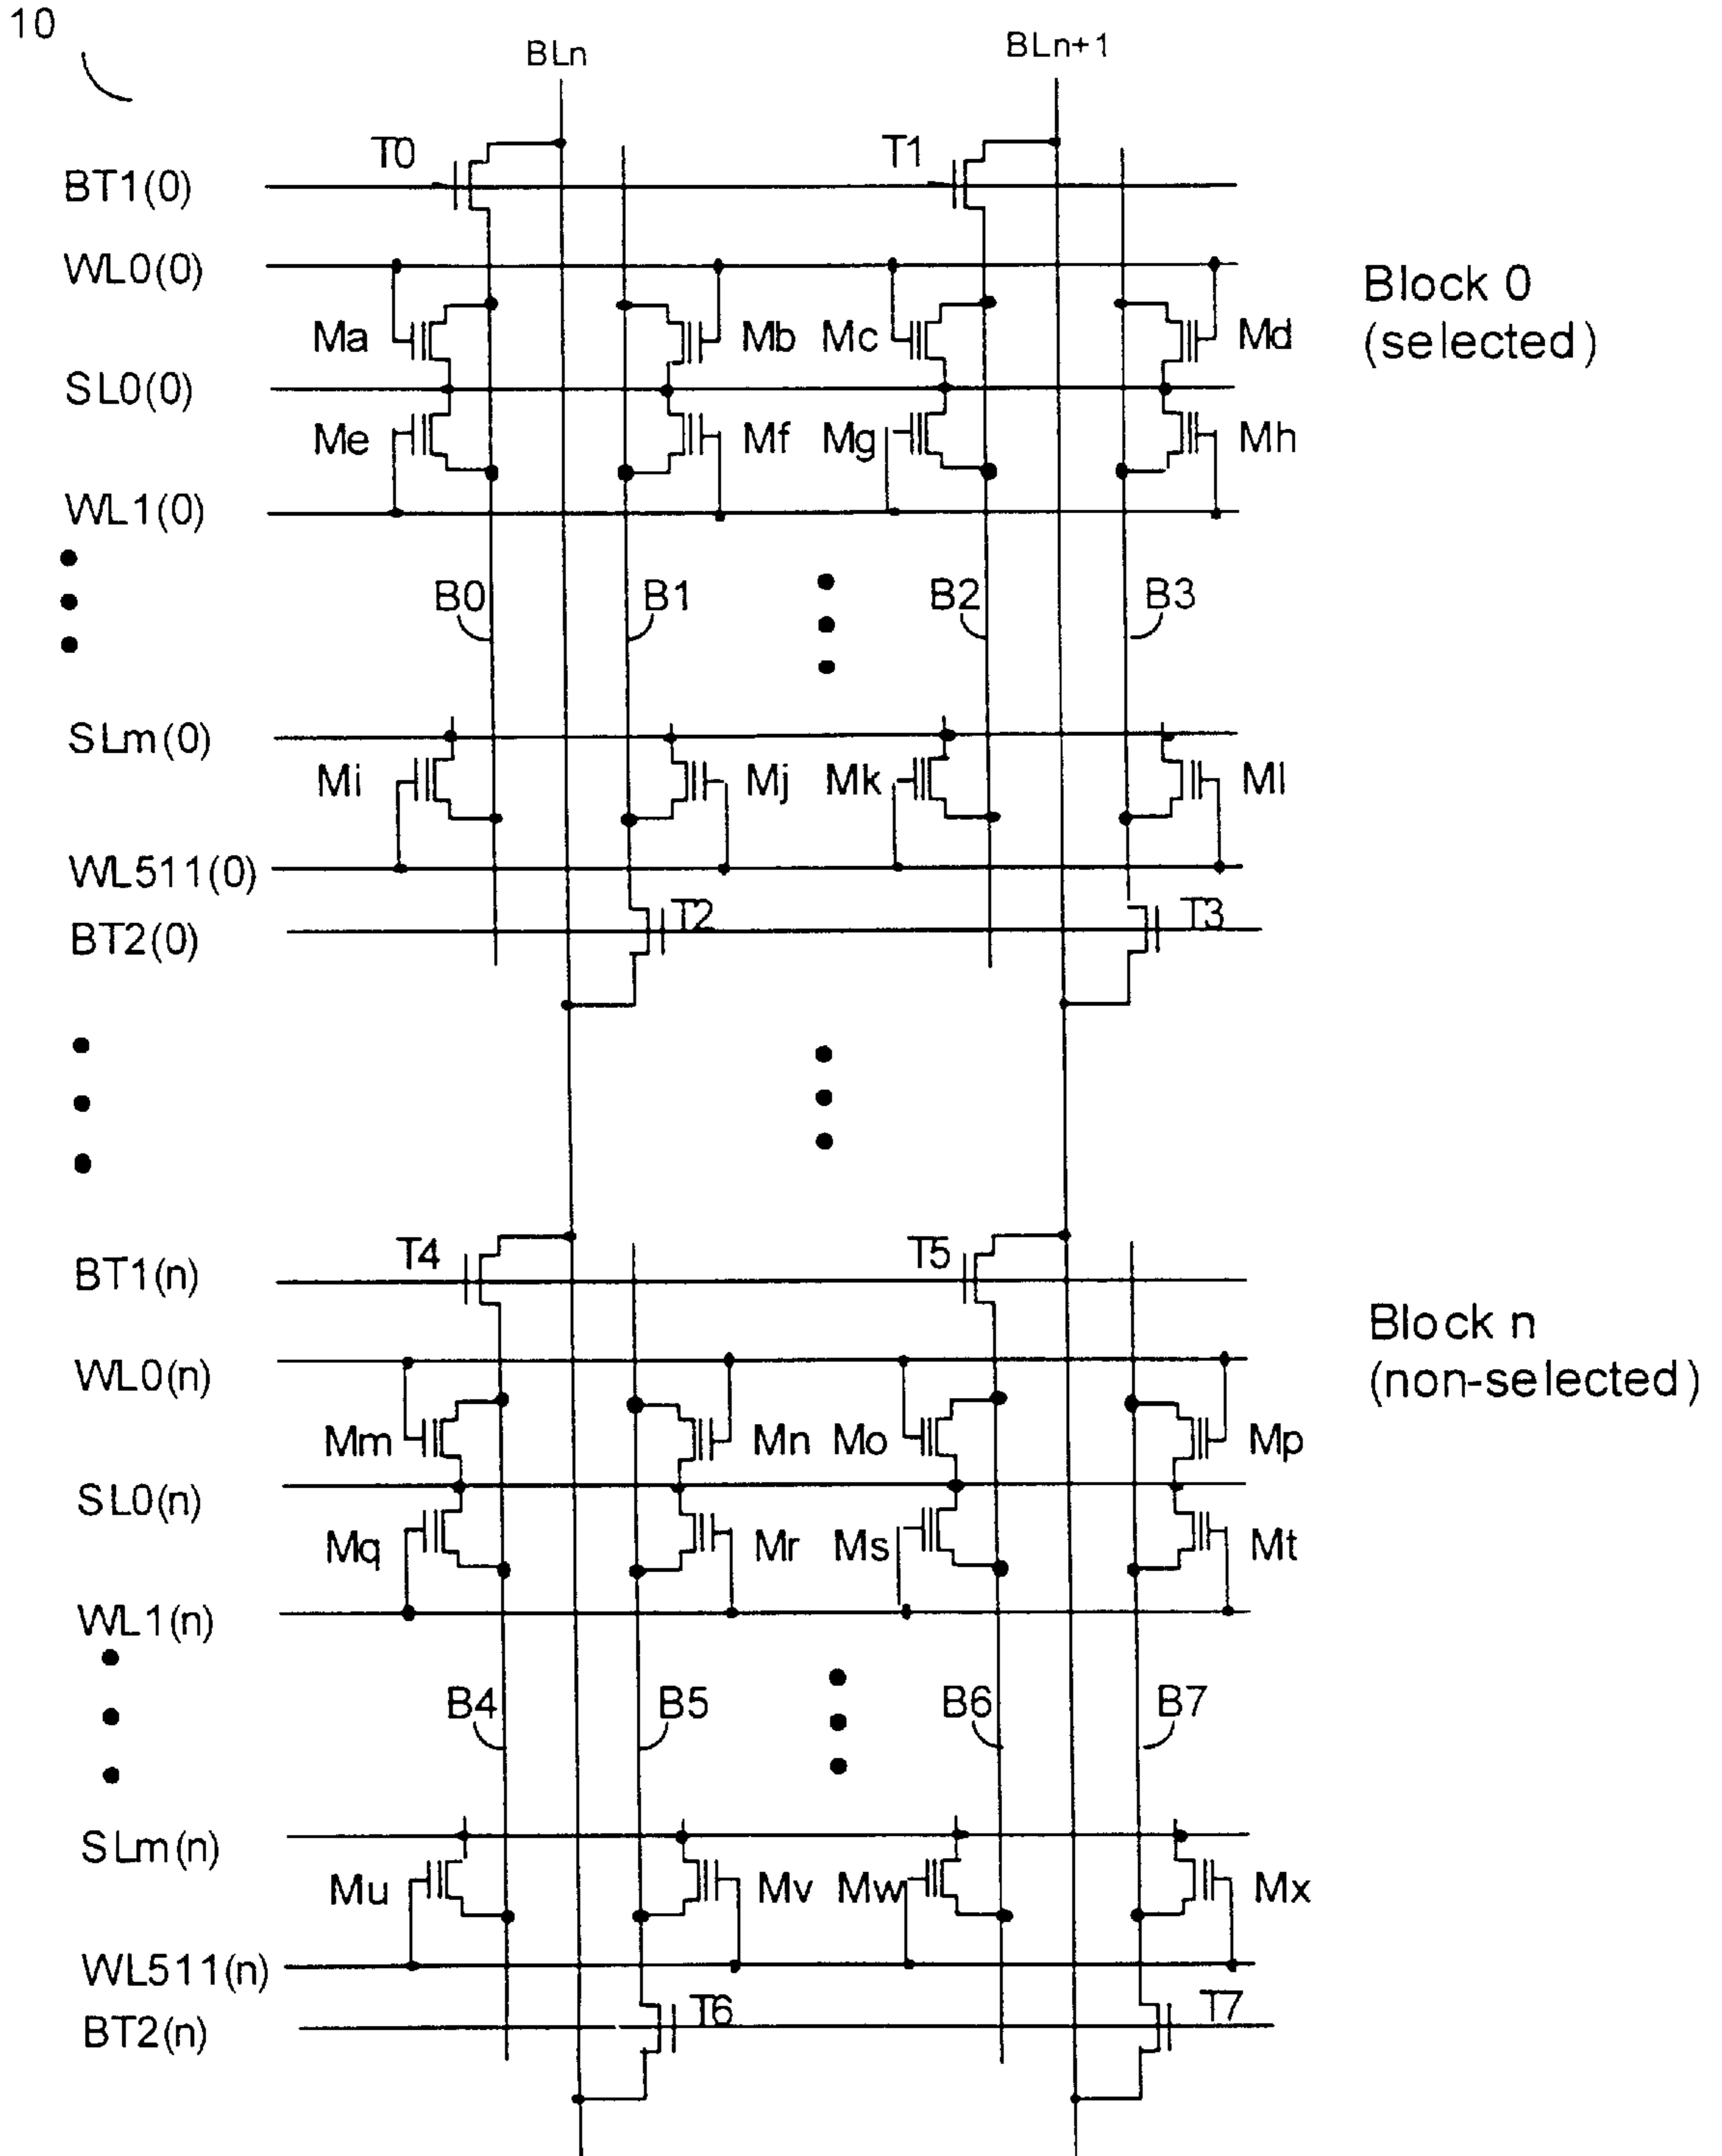 10
BLn BLn+1
T0 T1
BT1(0)
WL0(0)
Block 0
(selected)
Ma Mb Mc Md
SL0(0)
Me Mf Mg Mh
WL1(0)
B0 B1 B2 B3
SLm(0)
Mi Mj Mk Ml
WL511(0)
T2 T3
BT2(0)
T4 T5
BT1(n)
Block n
(non-selected)
WL0(n)
Mm Mn Mo Mp
SL0(n)
Mq Mr Ms Mt
WL1(n)
B4 B5 B6 B7
SLm(n)
Mu Mv Mw Mx
WL511(n)
T6 T7
BT2(n)